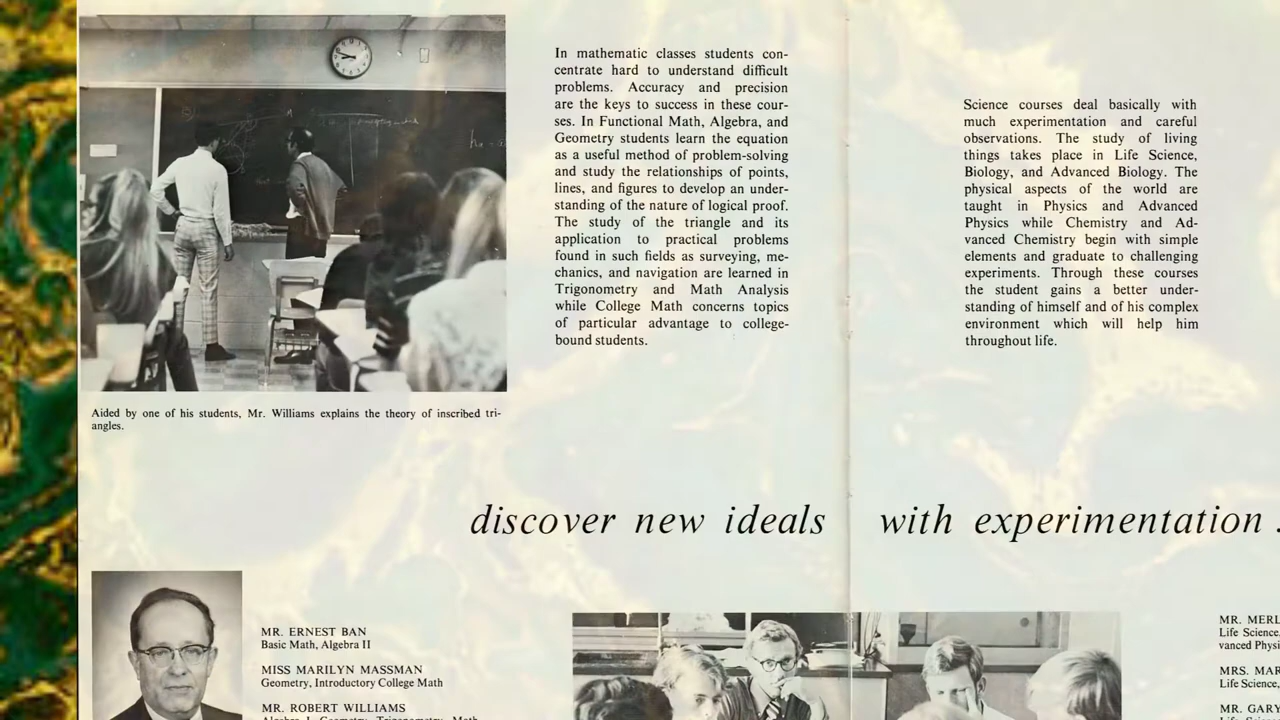 In mathematic classes students con-
centrate hard to understand difficult
problems. Accuracy and precision
are the keys to success in these cour-
ses. In Functional Math, Algebra, and
Geometry students learn the equation
as a useful method of problem-solving
and study the relationships of points,
lines, and figures to develop an under-
standing of the nature of logical proof.
The study of the triangle and its
application to practical problems
found in such fields as surveying, me-
chanics, and navigation are learned in
Trigonometry and Math Analysis
while College Math concerns topics
of particular advantage to college-
bound students.
Science courses deal basically with
much experimentation and careful
observations. The study of living
things takes place in Life Science,
Biology, and Advanced Biology. The
physical aspects of the world are
taught in Physics and Advanced
Physics while Chemistry and Ad-
vanced Chemistry begin with simple
elements and graduate to challenging
experiments. Through these courses
the student gains a better under-
standing of himself and of his complex
environment which will help him
throughout life.
Aided by one of his students, Mr. Williams explains the theory of inscribed tri-
angles.
discover new ideals with experimentation .
MR. ERNEST BAN
Basic Math, Algebra II
MISS MARILYN MASSMAN
Geometry, Introductory College Math
MR. ROBERT WILLIAMS
Algebra I, Geometry, Trigonometry, Math
MR. MERL
Life Science,
vanced Physi
MRS. MAR
Life Science,
MR. GARY